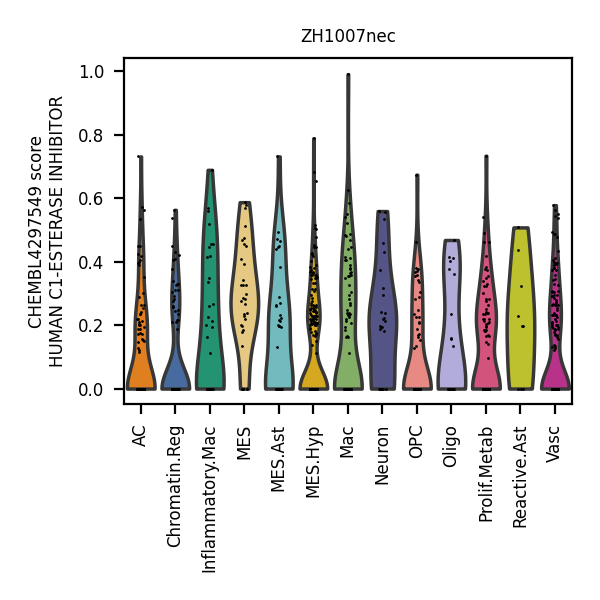 ZH1007nec
CHEMBL4297549 score
HUMAN C1-ESTERASE INHIBITOR
1.0
0.8
0.6
0.4
0.2
0.0
AC
Chromatin.Reg
Inflammatory.Mac
MES
MES.Ast
MES.Hyp
Mac
Neuron
OPC
Oligo
Prolif.Metab
Reactive.Ast
Vasc